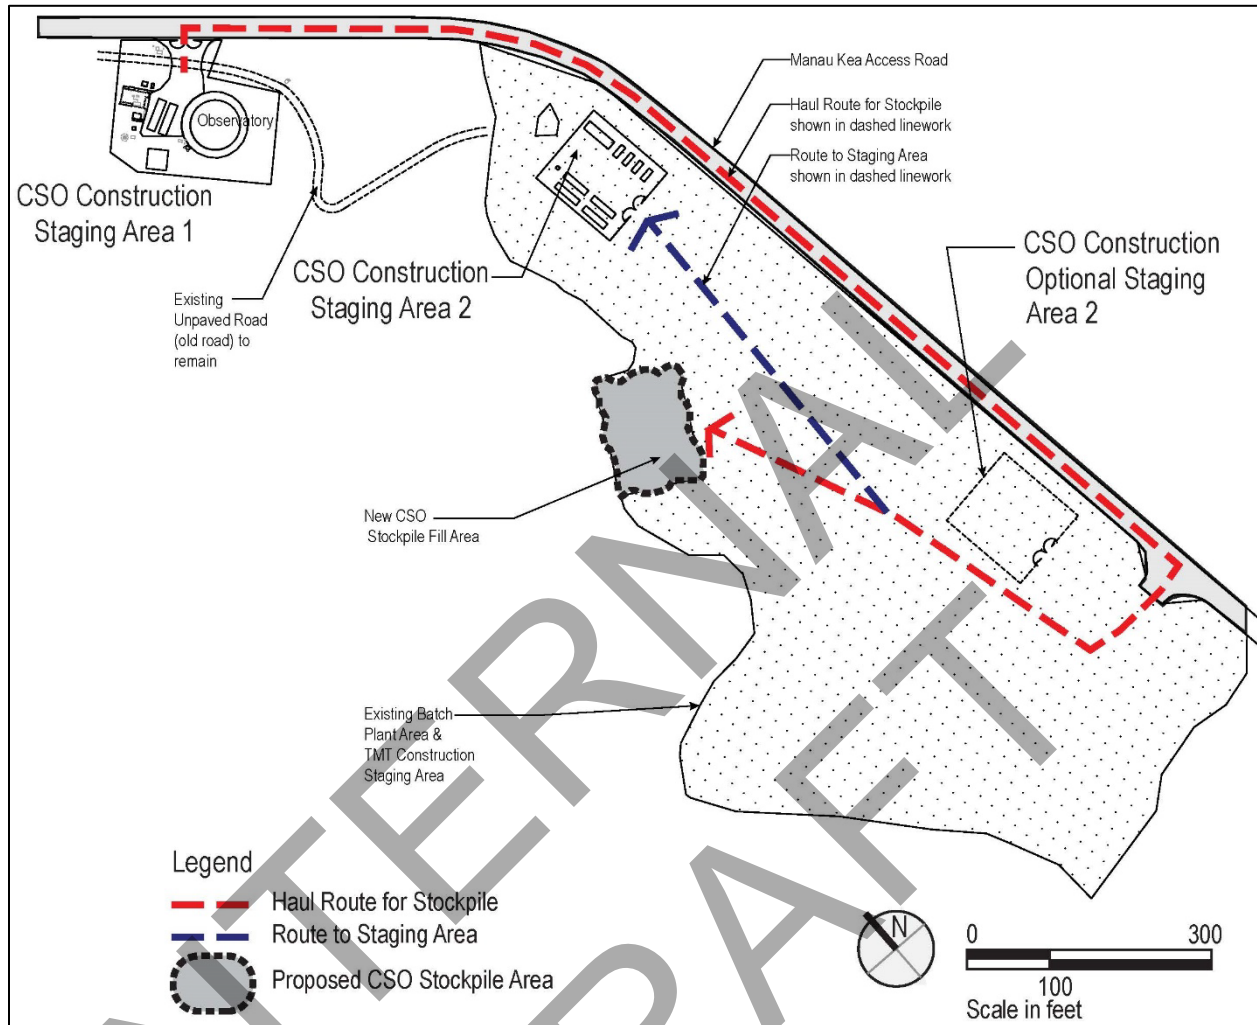 Manau Kea Access Road
Haul Route for Stockpile
shown in dashed linework
Route to Staging Area
shown in dashed linework
Observatory
CSO Construction
Staging Area 1
CSO Construction
Staging Area 2
CSO Construction
Optional Staging
Area 2
Existing
Unpaved Road
(old road) to
remain
New CSO
Stockpile Fill Area
Existing Batch
Plant Area &
TMT Construction
Staging Area
Legend
Haul Route for Stockpile
Route to Staging Area
Proposed CSO Stockpile Area
N
0 300
100
Scale in feet
NTERNAL
RAFT